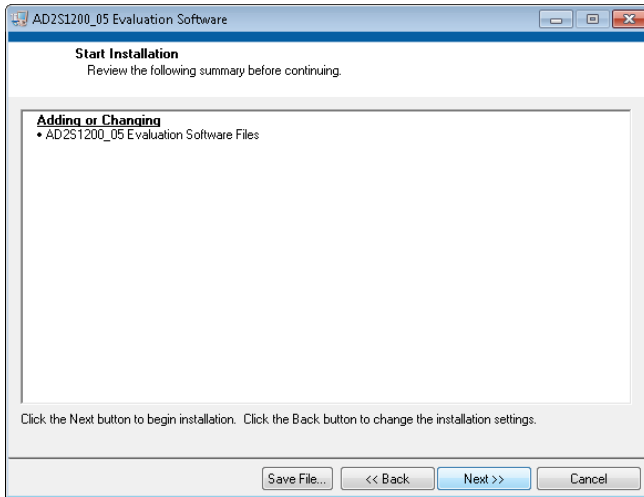 AD2S1200_05 Evaluation Software
Start Installation
Review the following summary before continuing.
Adding or Changing
• AD2S1200_05 Evaluation Software Files
Click the Next button to begin installation.  Click the Back button to change the installation settings.
Save File...
<< Back
Next >>
Cancel